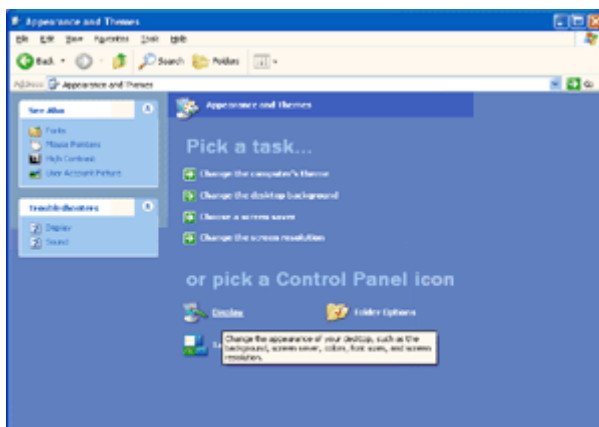 Appearance and Themes
File Edit View Favorites Tools Help
Back Search Folders
Address Appearance and Themes Go
See Also
Fonts
Mouse Pointers
High Contrast
User Account Picture
Troubleshooters
Display
Sound
Appearance and Themes
Pick a task...
Change the computer's theme
Change the desktop background
Choose a screen saver
Change the screen resolution
or pick a Control Panel icon
Display Folder Options
Change the appearance of your desktop, such as the
background, screen saver, colors, font sizes, and screen
resolution.